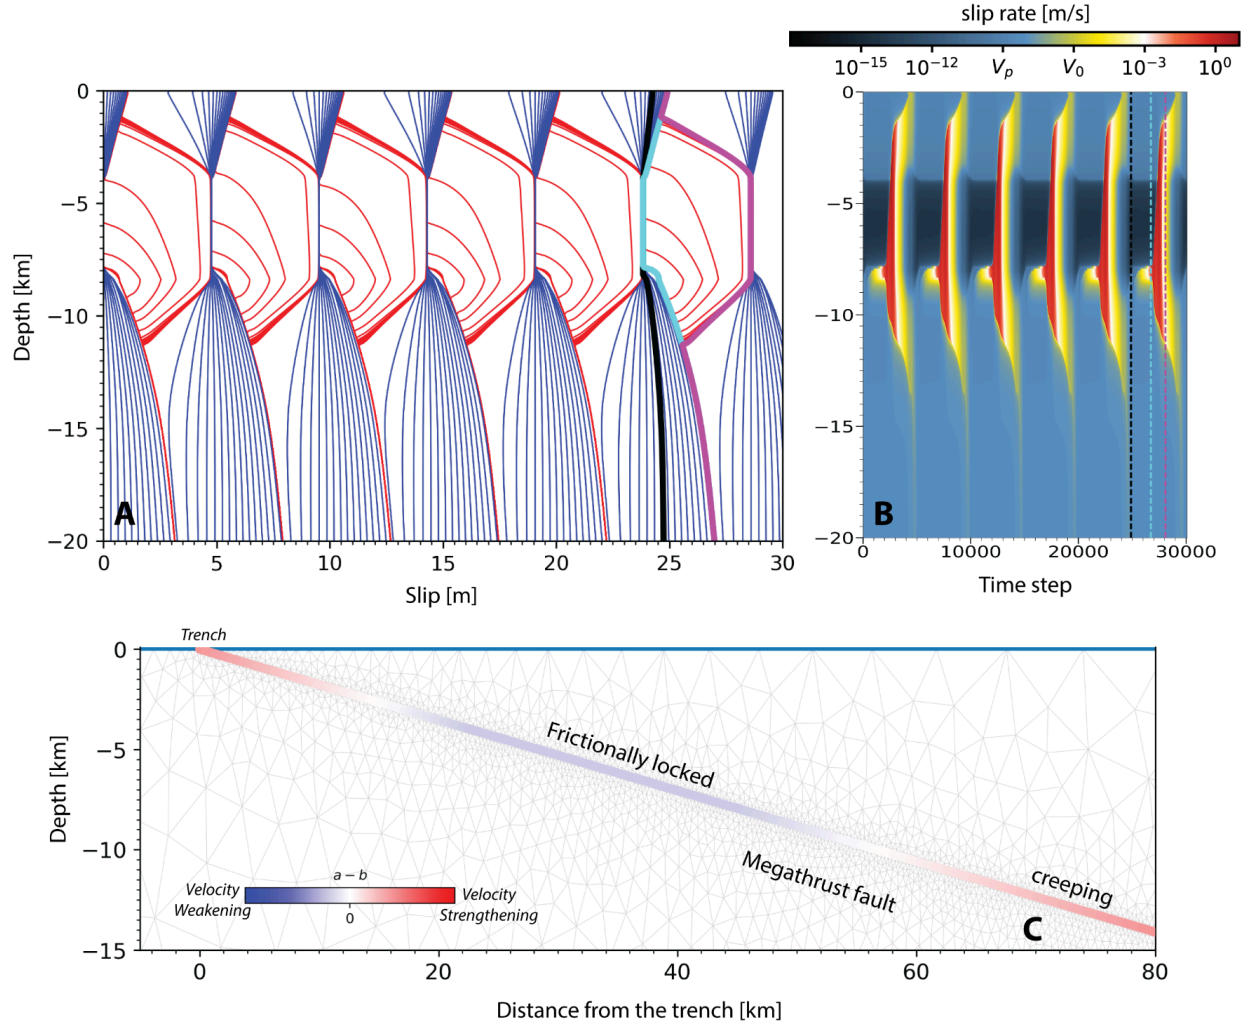 slip rate [m/s]
10⁻¹⁵ 10⁻¹² Vₚ V₀ 10⁻³ 10⁰
0
−5
−10
−15
−20
Depth [km]
A
0 5 10 15 20 25 30
Slip [m]
0
−5
−10
−15
−20
B
0 10000 20000 30000
Time step
Trench
0
−5
−10
−15
Depth [km]
Frictionally locked
Megathrust fault
creeping
C
a − b
Velocity
Weakening
0
Velocity
Strengthening
0 20 40 60 80
Distance from the trench [km]